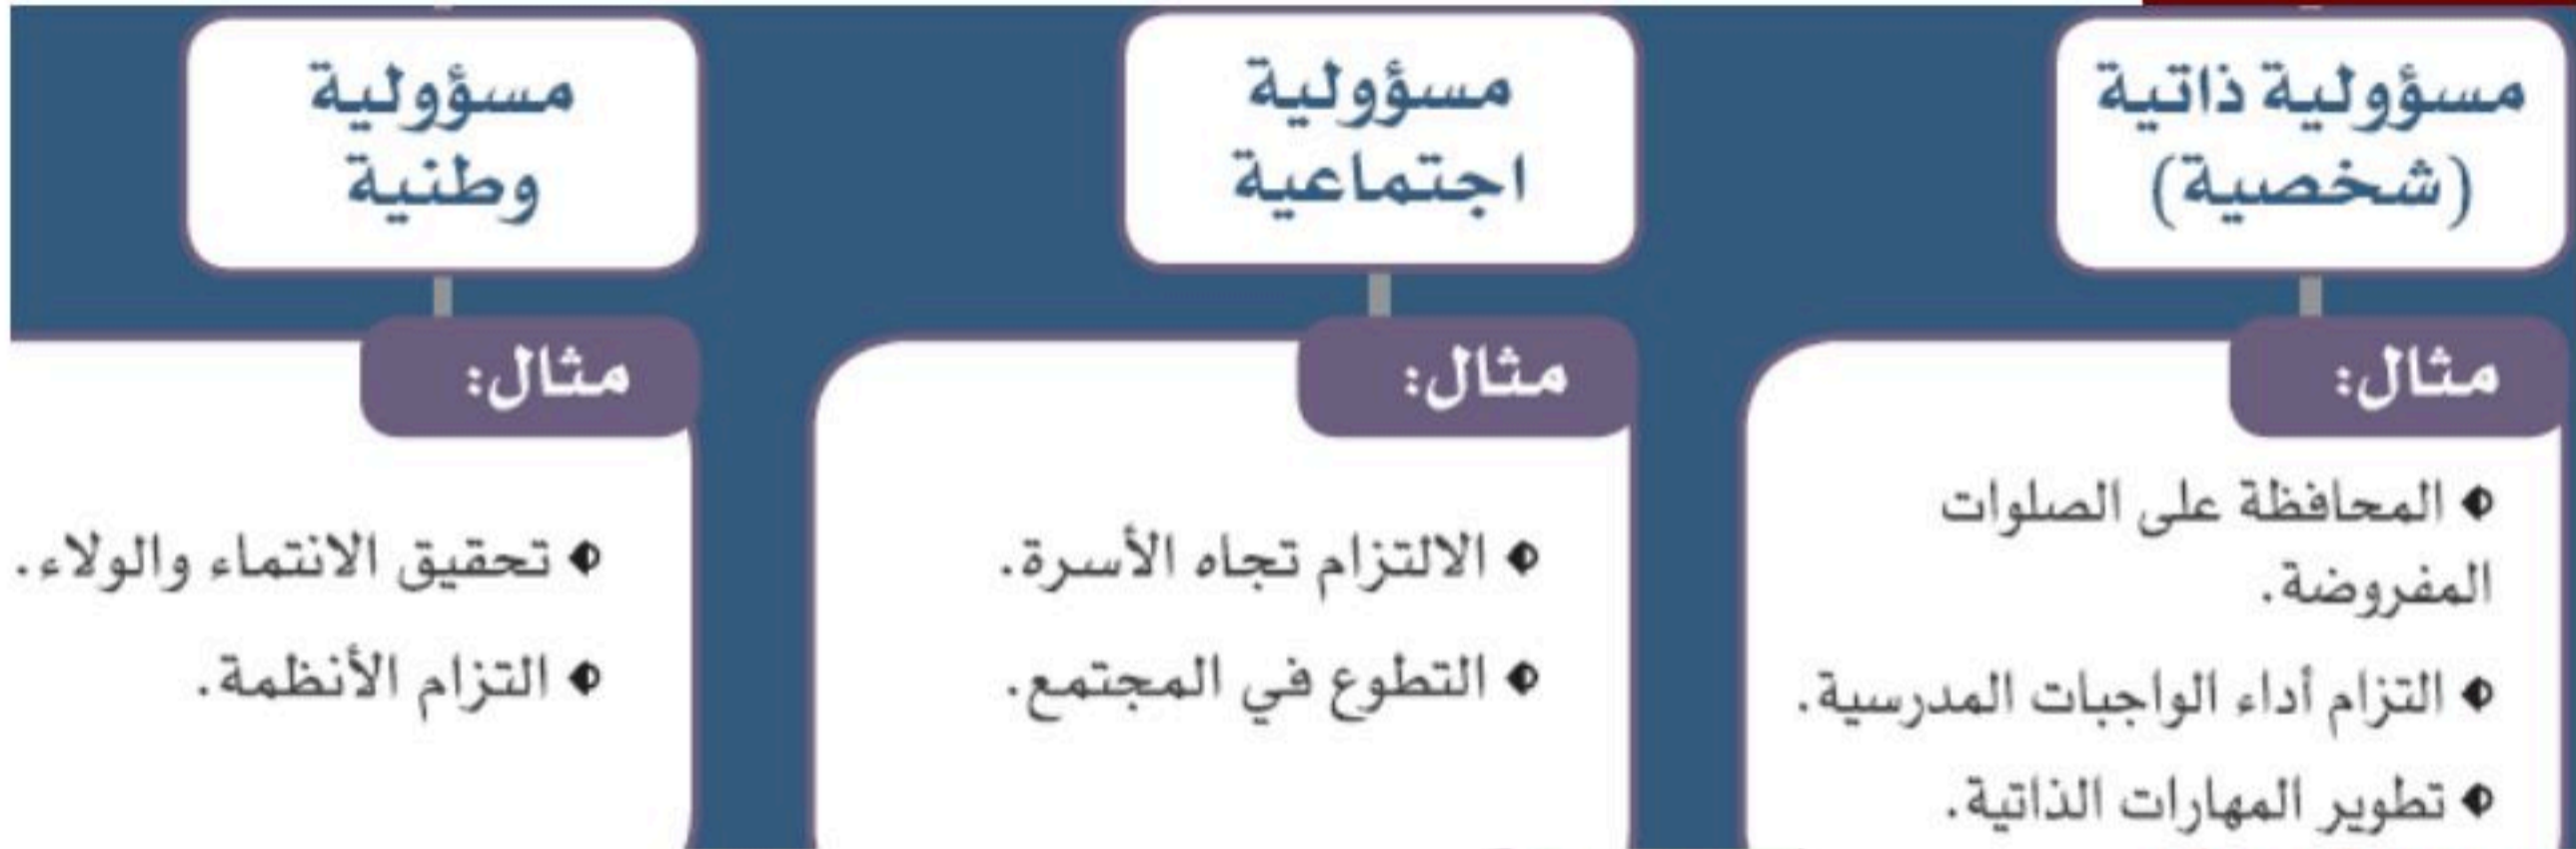 مسؤولية ذاتية
(شخصية)
مثال:
المحافظة على الصلوات
المفروضة.
التزام أداء الواجبات المدرسية.
تطوير المهارات الذاتية.
مسؤولية
اجتماعية
مثال:
الالتزام تجاه الأسرة.
التطوع في المجتمع.
مسؤولية
وطنية
مثال:
تحقيق الانتماء والولاء.
التزام الأنظمة.